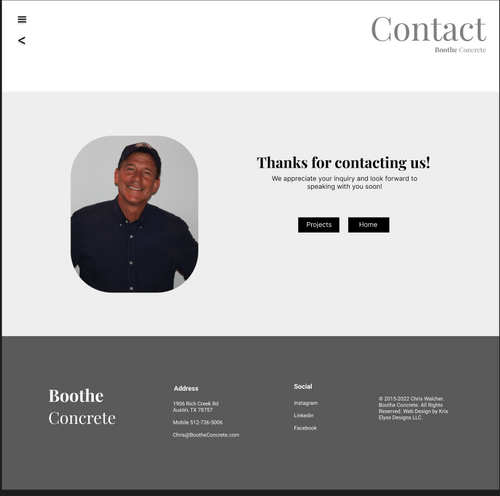 Contact
Boothe Concrete
Thanks for contacting us!
We appreciate your inquiry and look forward to
speaking with you soon!
Projects
Home
Boothe
Concrete
Address
1906 Rich Creek Rd
Austin, TX 78757
Mobile 512-736-5006
Chris@BootheConcrete.com
Social
Instagram
LinkedIn
Facebook
© 2015-2022 Chris Walcher.
Boothe Concrete. All Rights
Reserved. Web Design by Kris
Elyse Designs LLC.